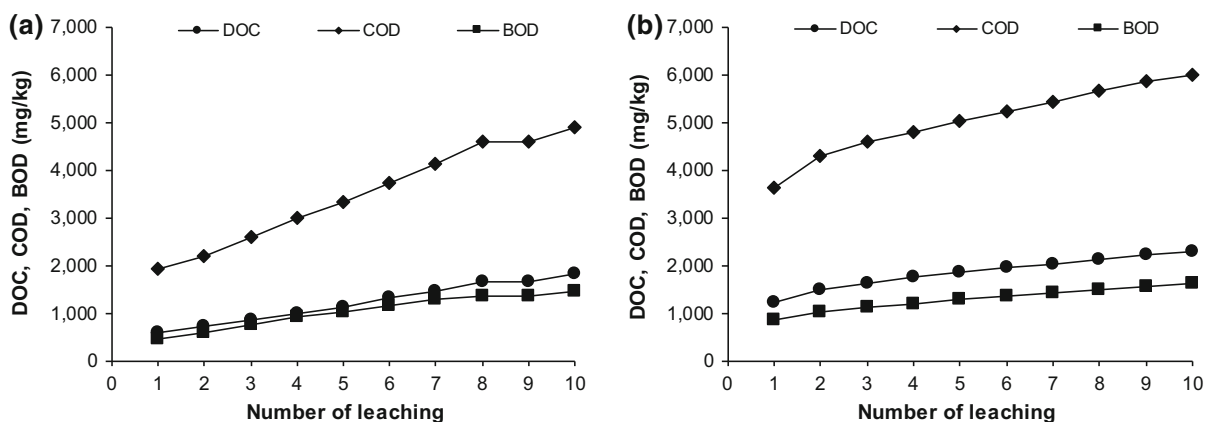 (a)
DOC COD BOD
DOC, COD, BOD (mg/kg)
7,000
6,000
5,000
4,000
3,000
2,000
1,000
0
0 1 2 3 4 5 6 7 8 9 10
Number of leaching
(b)
DOC COD BOD
DOC, COD, BOD (mg/kg)
7,000
6,000
5,000
4,000
3,000
2,000
1,000
0
0 1 2 3 4 5 6 7 8 9 10
Number of leaching